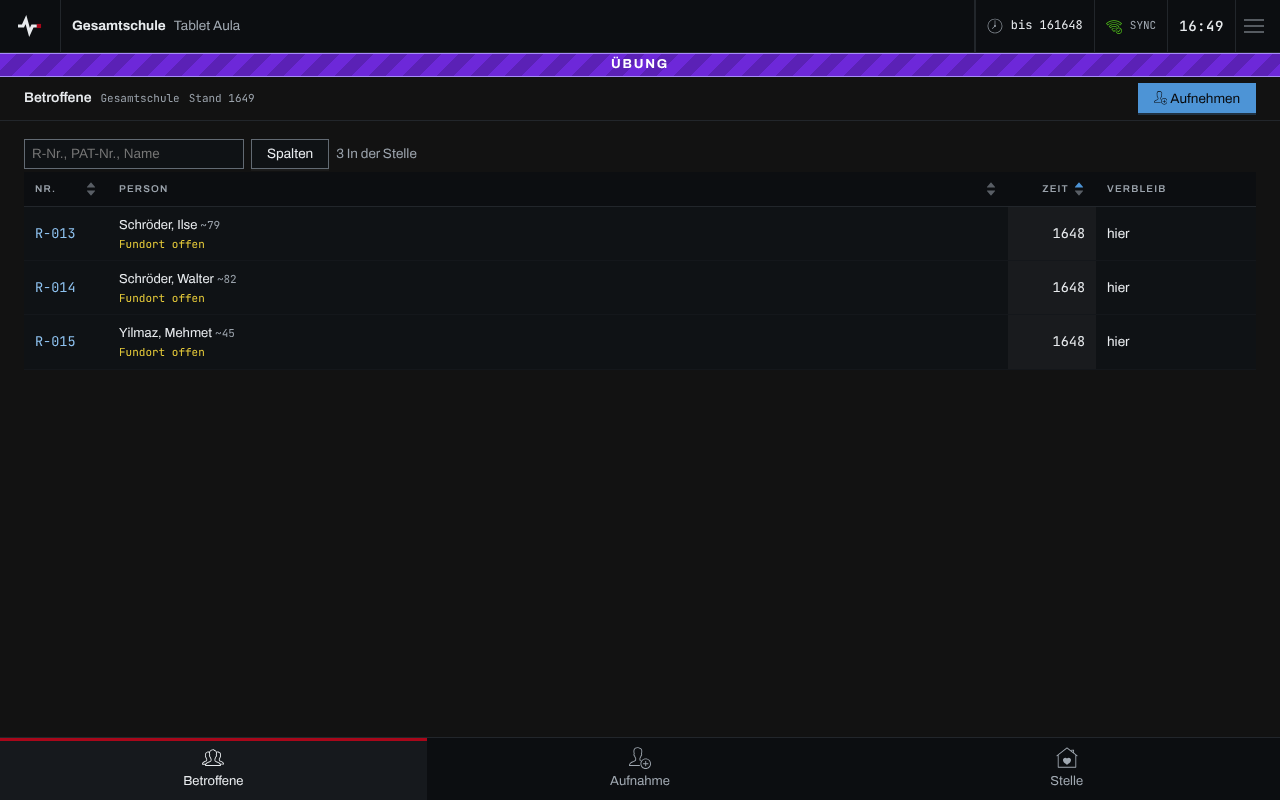 Gesamtschule Tablet Aula
bis 161648
SYNC
16:49
ÜBUNG
Betroffene Gesamtschule Stand 1649
Aufnehmen
R-Nr., PAT-Nr., Name
Spalten
3 In der Stelle
NR. PERSON ZEIT VERBLEIB
R-013 Schröder, Ilse ~79 1648 hier
Fundort offen
R-014 Schröder, Walter ~82 1648 hier
Fundort offen
R-015 Yilmaz, Mehmet ~45 1648 hier
Fundort offen
Betroffene
Aufnahme
Stelle